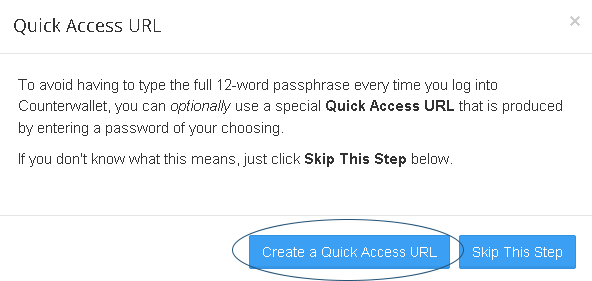 Quick Access URL
×
To avoid having to type the full 12-word passphrase every time you log into
Counterwallet, you can optionally use a special Quick Access URL that is produced
by entering a password of your choosing.
If you don't know what this means, just click Skip This Step below.
Create a Quick Access URL
Skip This Step